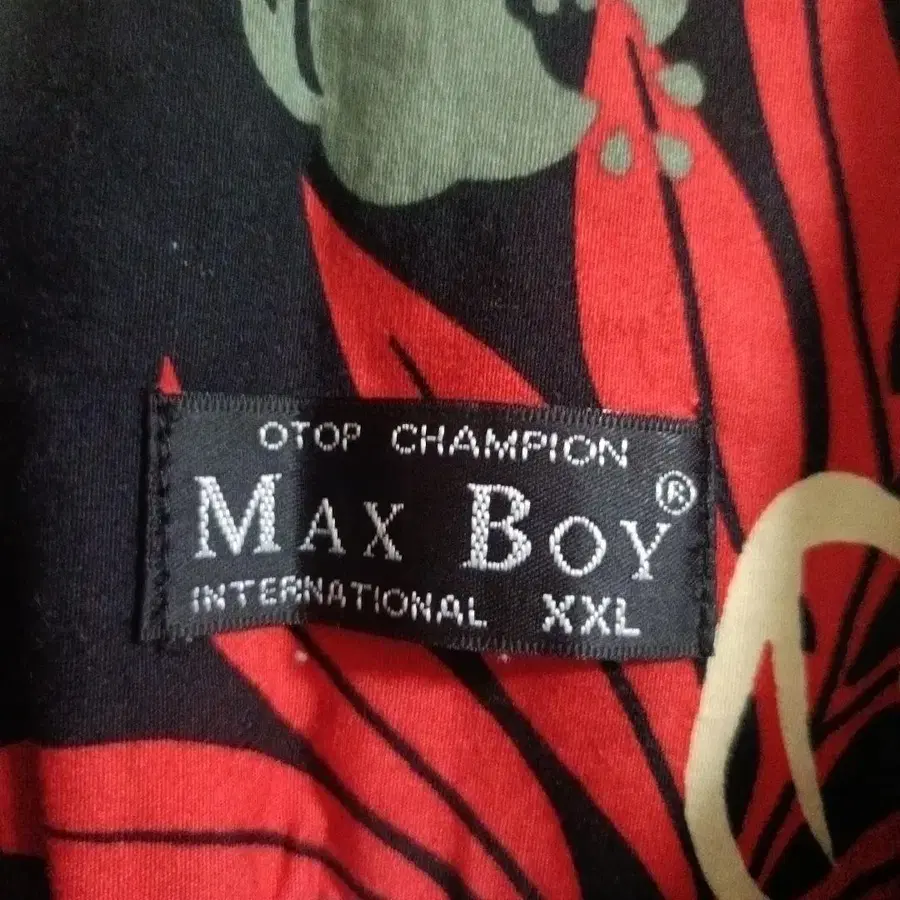 OTOP CHAMPION
MAX BOY®
INTERNATIONAL XXL